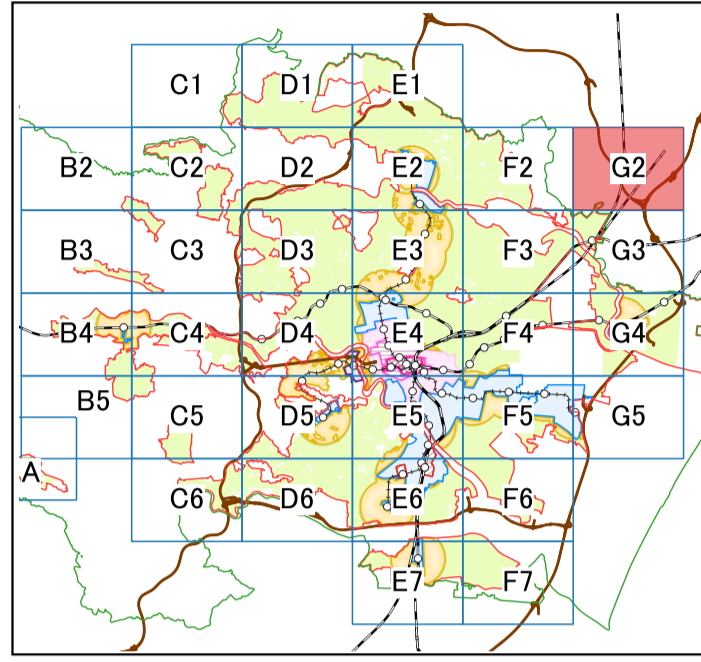 C1 D1 E1
B2 C2 D2 E2 F2 G2
B3 C3 D3 E3 F3 G3
B4 C4 D4 E4 F4 G4
B5
C5 D5 E5 F5 G5
A
C6 D6 E6 F6
E7 F7